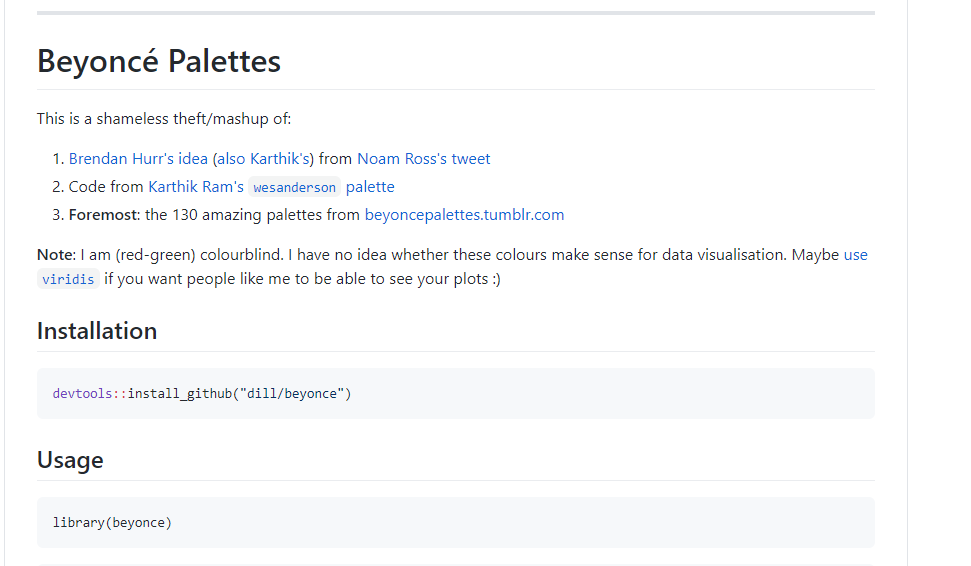 Beyoncé Palettes
This is a shameless theft/mashup of:
1. Brendan Hurr's idea (also Karthik's) from Noam Ross's tweet
2. Code from Karthik Ram's wesanderson palette
3. Foremost: the 130 amazing palettes from beyoncepalettes.tumblr.com
Note: I am (red-green) colourblind. I have no idea whether these colours make sense for data visualisation. Maybe use
viridis if you want people like me to be able to see your plots :)
Installation
devtools::install_github("dill/beyonce")
Usage
library(beyonce)